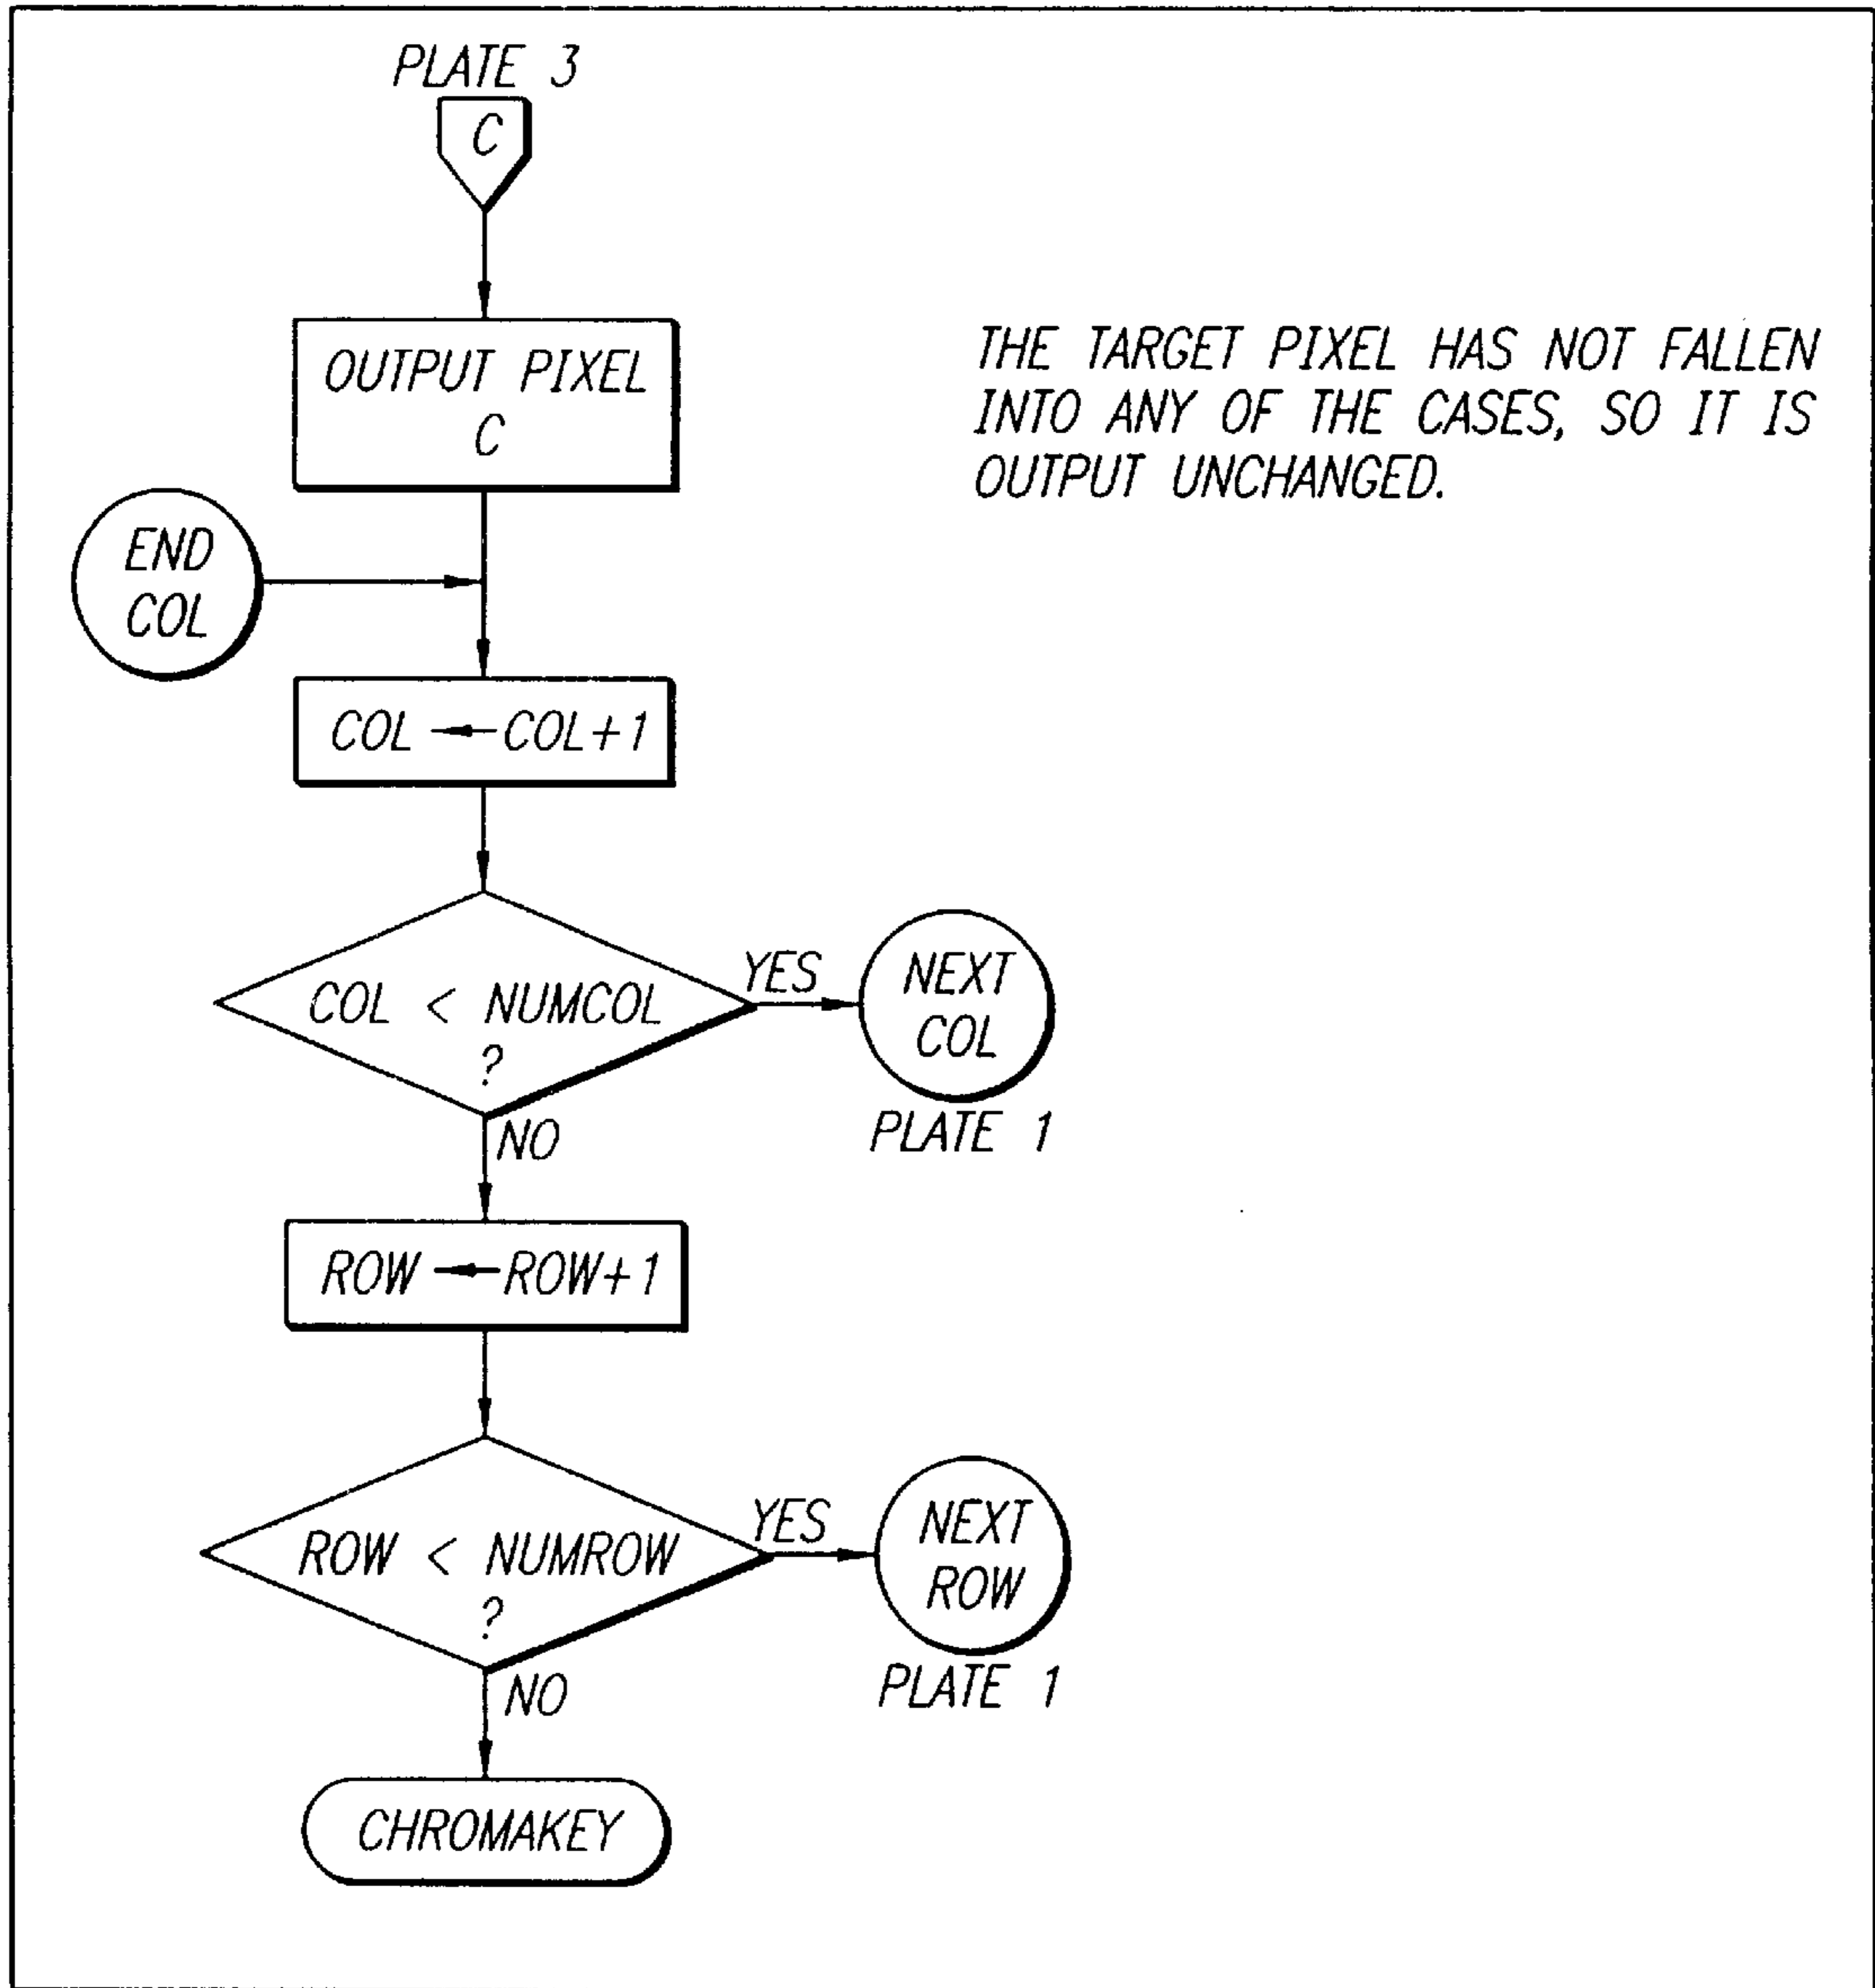 PLATE 3
C
OUTPUT PIXEL
C
THE TARGET PIXEL HAS NOT FALLEN
INTO ANY OF THE CASES, SO IT IS
OUTPUT UNCHANGED.
END
COL
COL ← COL+1
COL < NUMCOL
?
YES
NEXT
COL
PLATE 1
NO
ROW ← ROW+1
ROW < NUMROW
?
YES
NEXT
ROW
PLATE 1
NO
CHROMAKEY